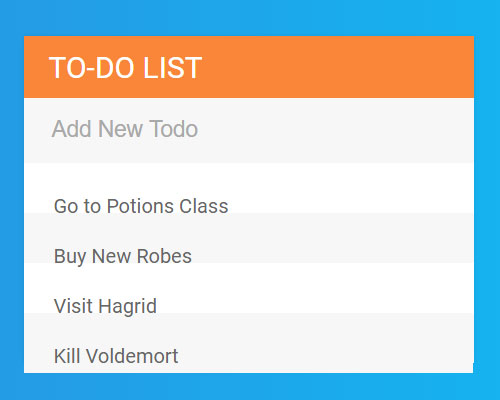 TO-DO LIST
Add New Todo
Go to Potions Class
Buy New Robes
Visit Hagrid
Kill Voldemort